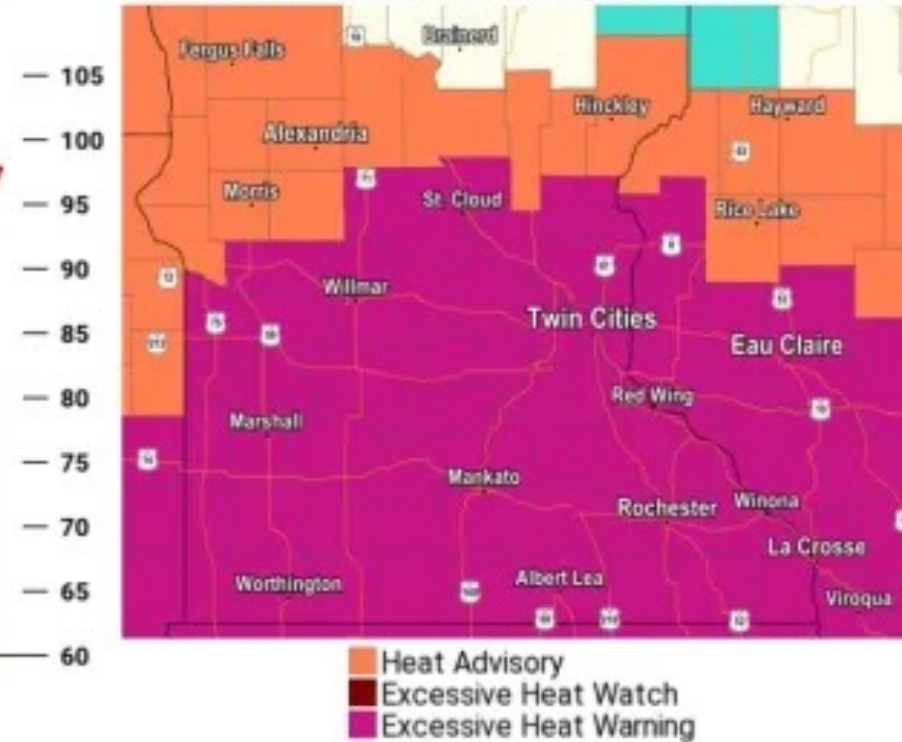 105
100
95
90
85
80
75
70
65
60
Brainerd
Fergus Falls
Hinckley
Hayward
Alexandria
Morris
St. Cloud
Rice Lake
Willmar
Twin Cities
Eau Claire
Red Wing
Marshall
Mankato
Rochester
Winona
La Crosse
Worthington
Albert Lea
Viroqua
Heat Advisory
Excessive Heat Watch
Excessive Heat Warning